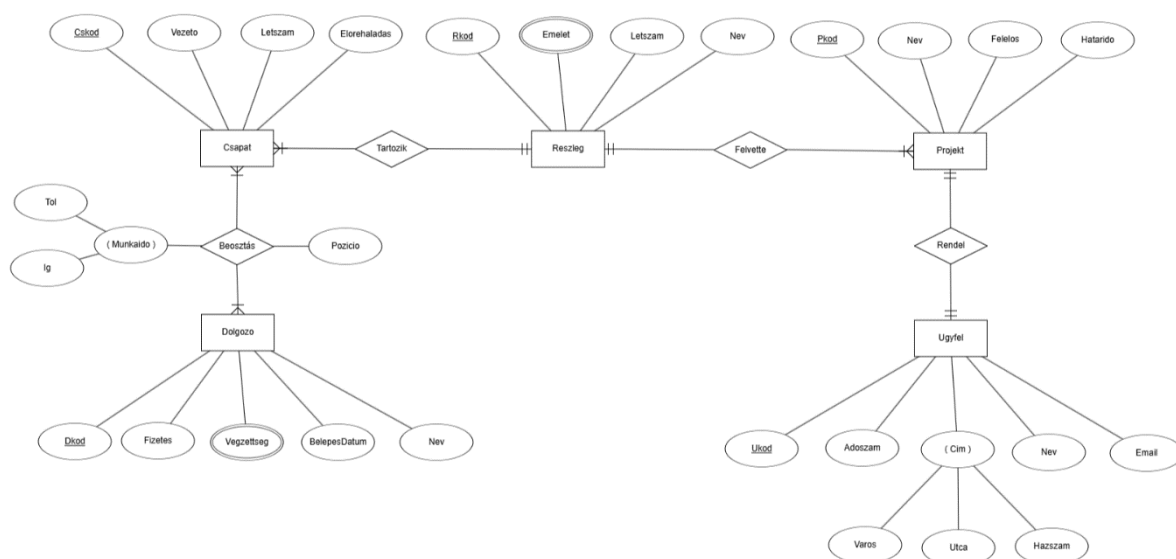 Cskod
Vezeto
Letszam
Elorehaladas
Rkod
Emelet
Letszam
Nev
Pkod
Nev
Felelos
Hatarido
Csapat
Tartozik
Reszleg
Felvette
Projekt
Tol
( Munkaido )
Ig
Beosztás
Pozicio
Rendel
Dolgozo
Ugyfel
Dkod
Fizetes
Vegzettseg
BelepesDatum
Nev
Ukod
Adoszam
( Cim )
Nev
Email
Varos
Utca
Hazszam